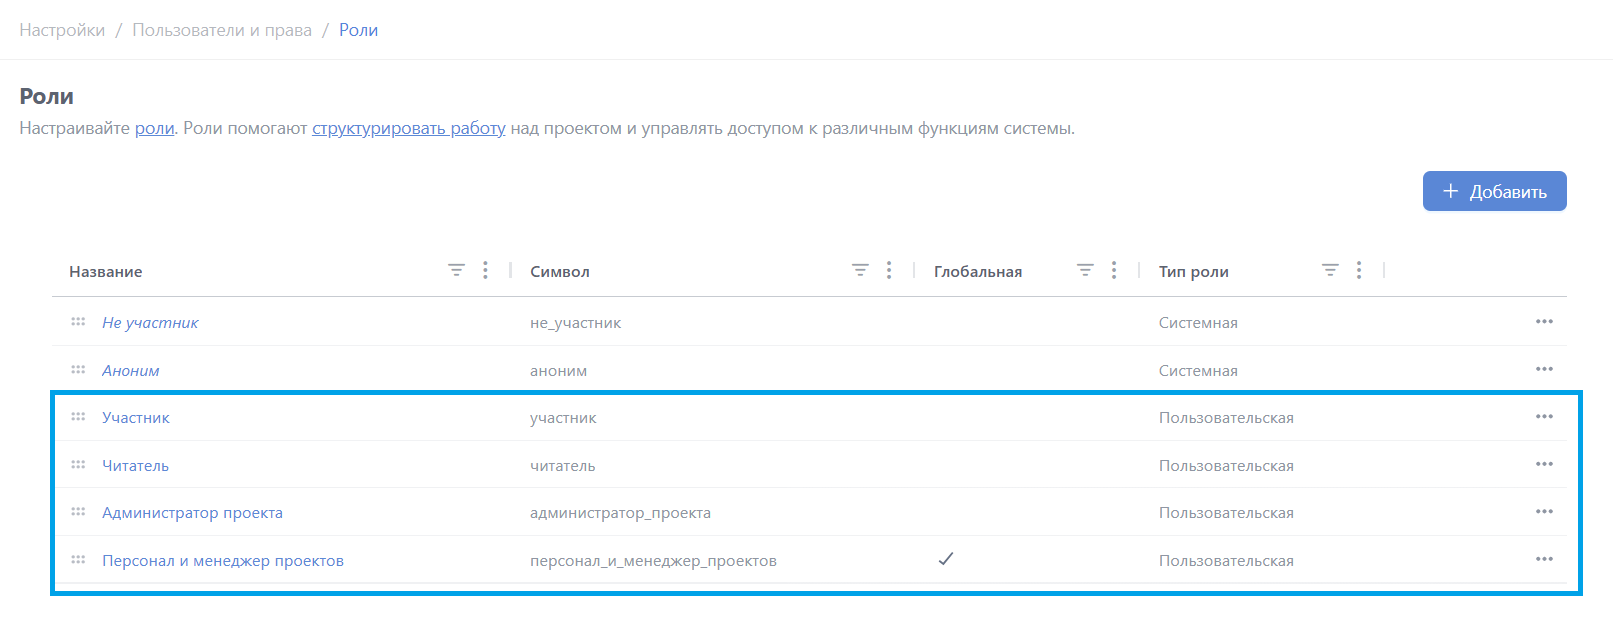 Настройки / Пользователи и права / Роли
Роли
Настраивайте роли. Роли помогают структурировать работу над проектом и управлять доступом к различным функциям системы.
Добавить
Название Символ Глобальная Тип роли
Не участник не_участник Системная
Аноним аноним Системная
Участник участник Пользовательская
Читатель читатель Пользовательская
Администратор проекта администратор_проекта Пользовательская
Персонал и менеджер проектов персонал_и_менеджер_проектов Пользовательская